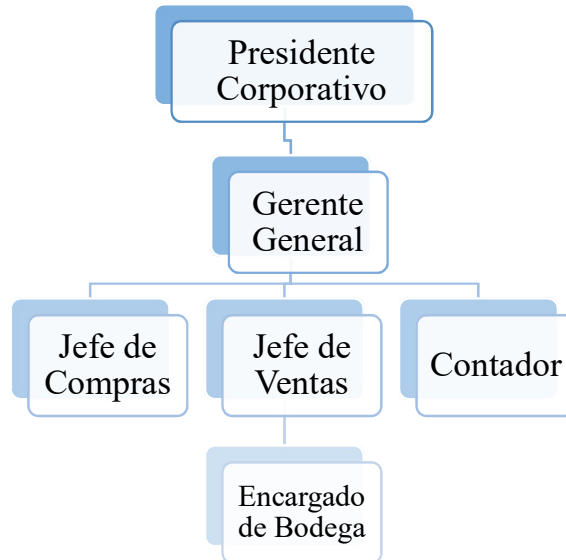 Presidente
Corporativo
Gerente
General
Jefe de
Compras
Jefe de
Ventas
Contador
Encargado
de Bodega